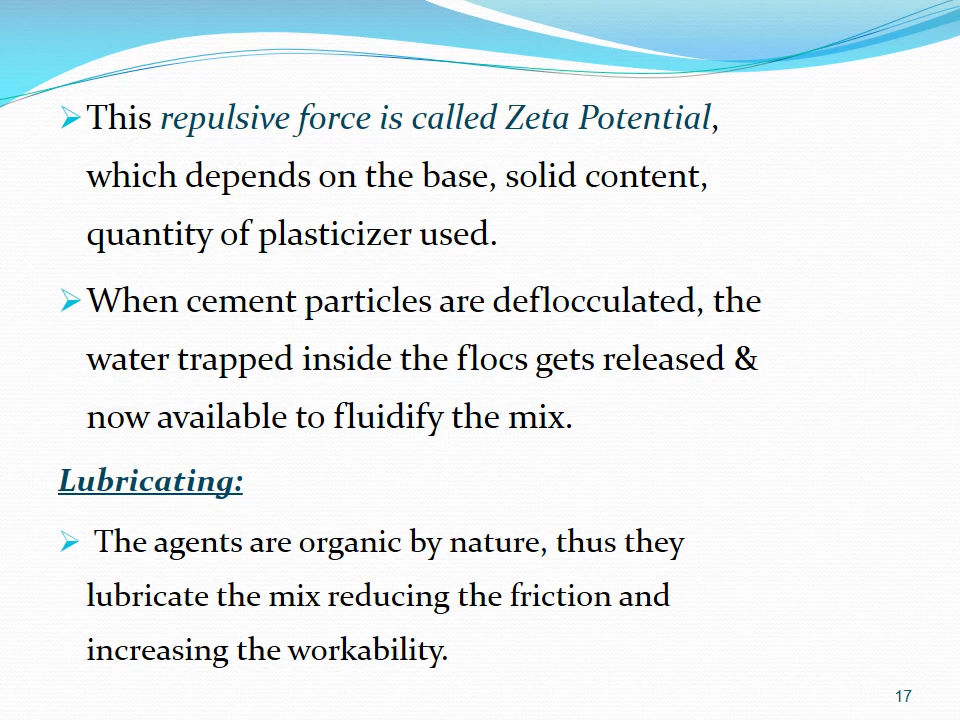 This repulsive force is called Zeta Potential,
which depends on the base, solid content,
quantity of plasticizer used.
When cement particles are deflocculated, the
water trapped inside the flocs gets released &
now available to fluidify the mix.
Lubricating:
The agents are organic by nature, thus they
lubricate the mix reducing the friction and
increasing the workability.
17